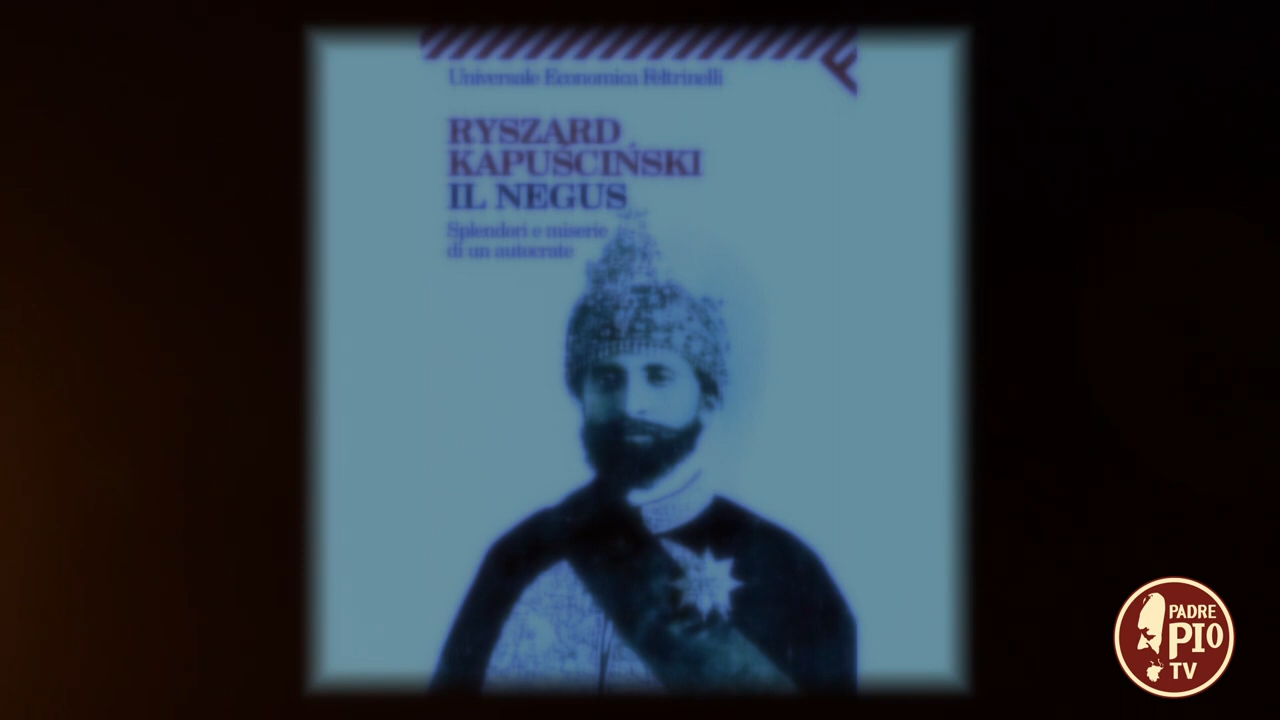 Universale Economica Feltrinelli
RYSZARD
KAPUŚCIŃSKI
IL NEGUS
Splendori e miserie
di un autocrate
PADRE
PIO
TV